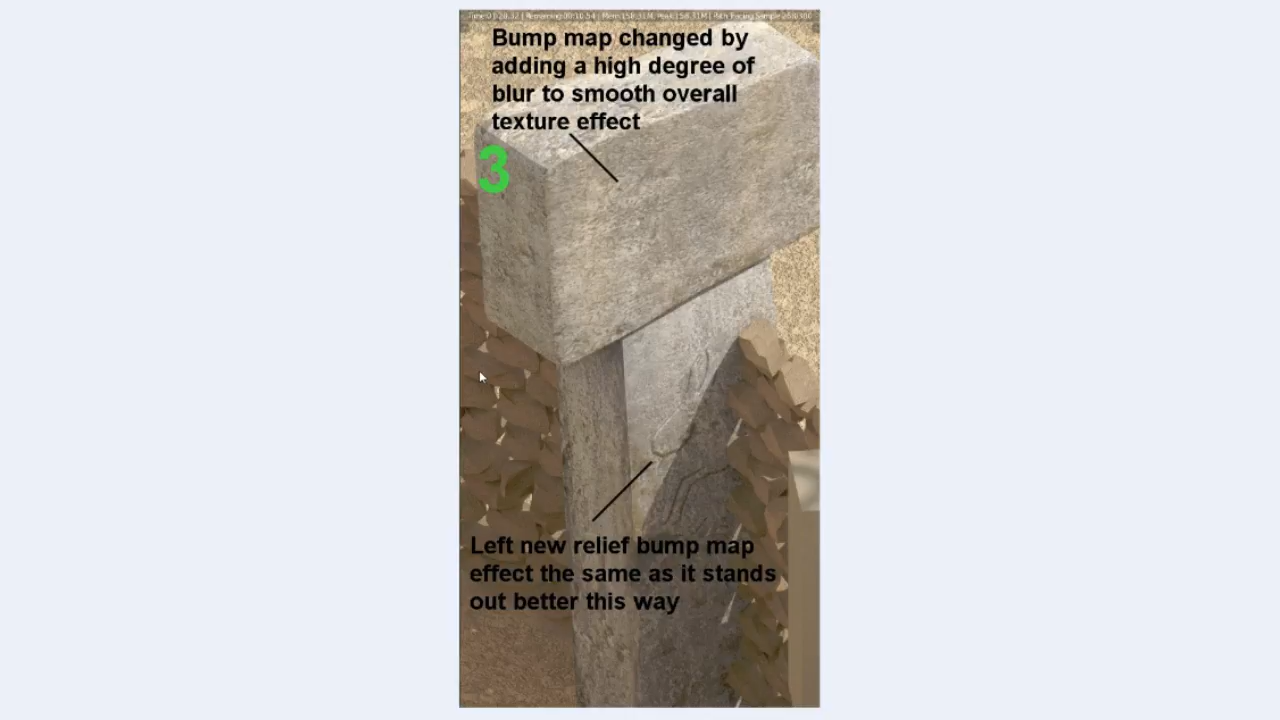 Bump map changed by
adding a high degree of
blur to smooth overall
texture effect
3
Left new relief bump map
effect the same as it stands
out better this way